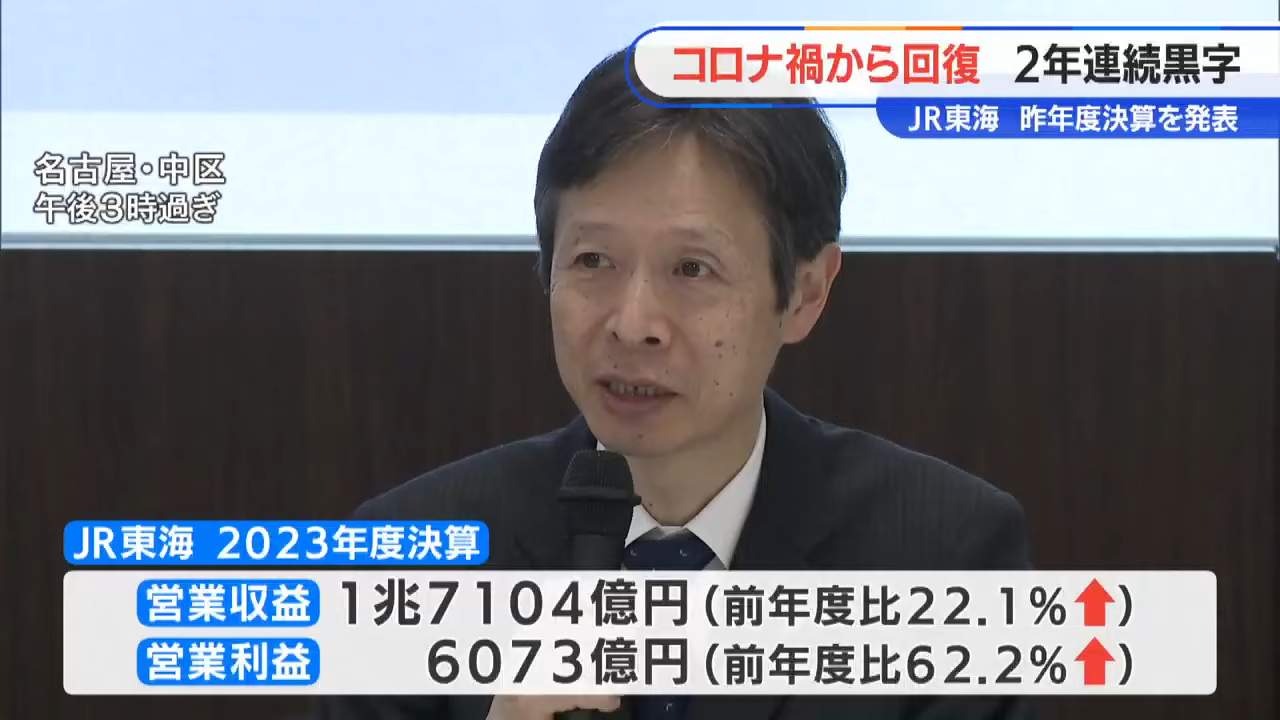 コロナ禍から回復 2年連続黒字
JR東海 昨年度決算を発表
名古屋・中区
午後3時過ぎ
JR東海 2023年度決算
営業収益 1兆7104億円(前年度比22.1%↑)
営業利益 6073億円(前年度比62.2%↑)